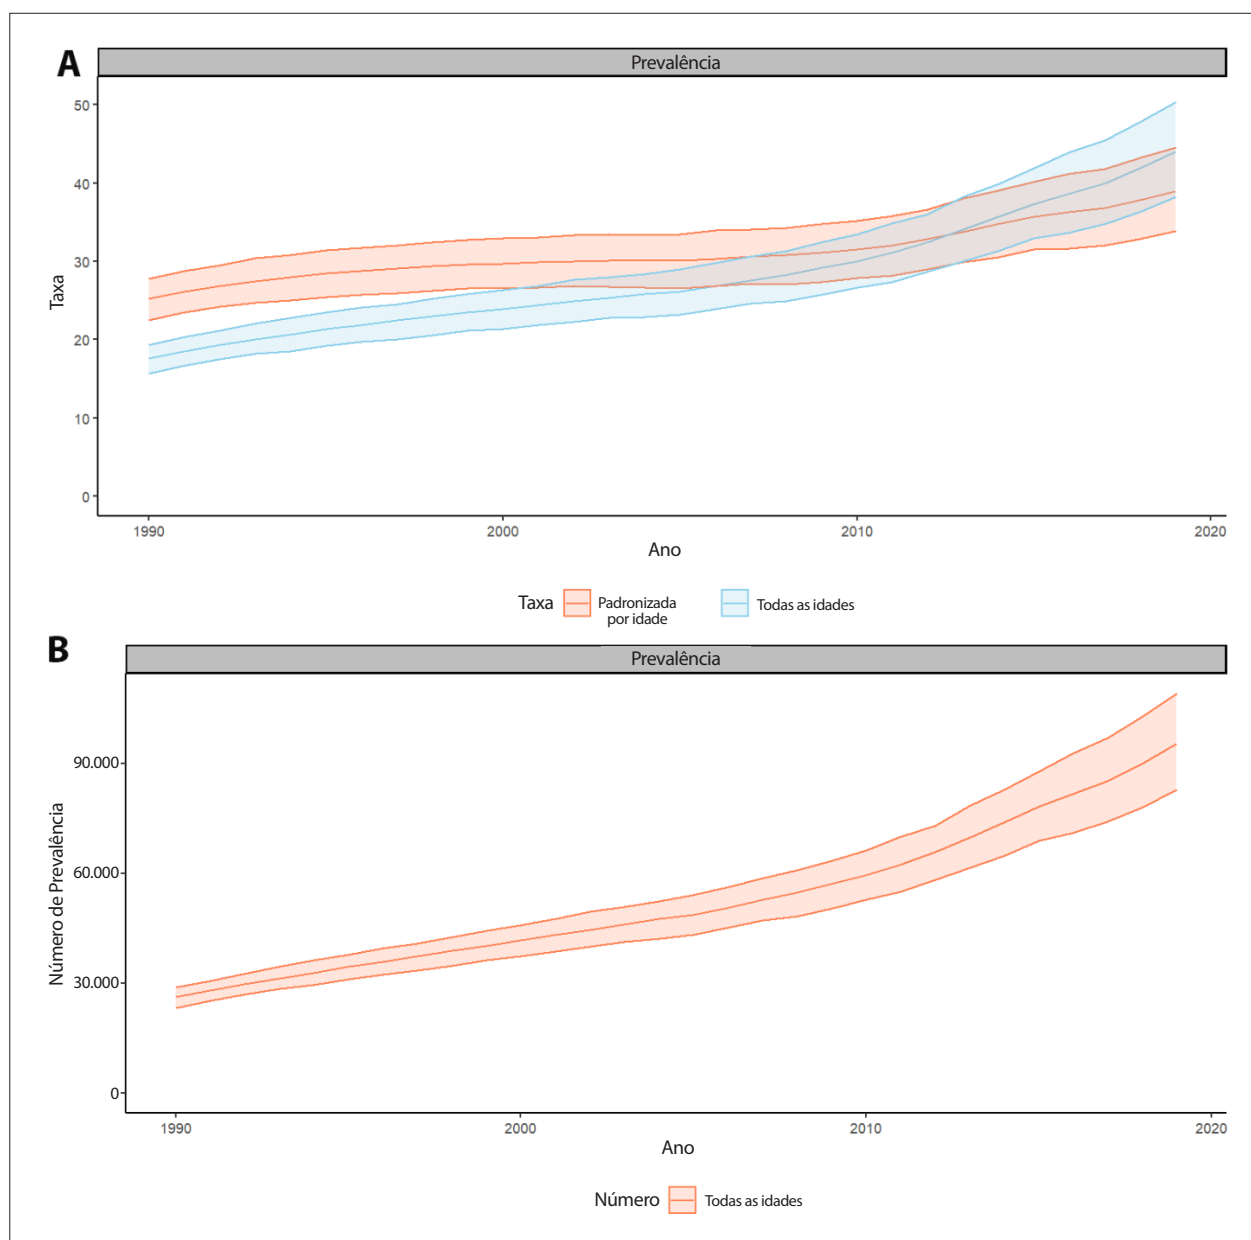 A
Prevalência
50
40
30
20
10
0
Taxa
1990
2000
2010
2020
Ano
Taxa
Padronizada
por idade
Todas as idades
B
Prevalência
90.000
60.000
30.000
0
Número de Prevalência
1990
2000
2010
2020
Ano
Número
Todas as idades